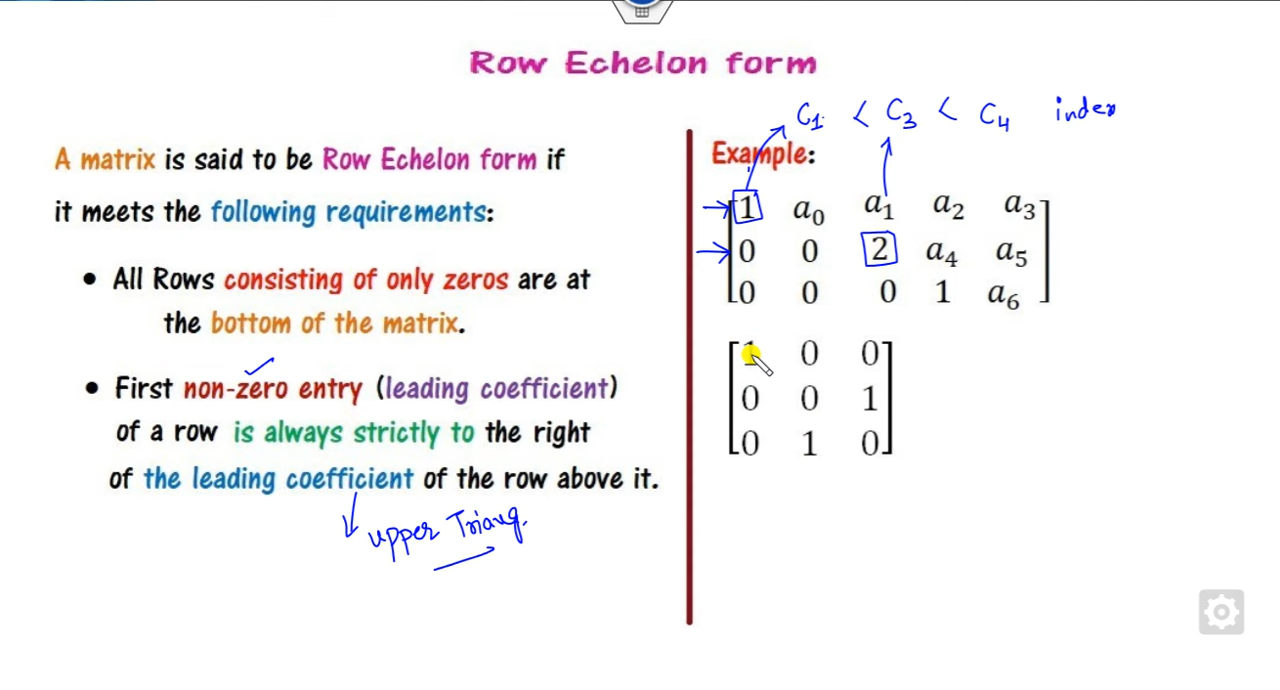 Row Echelon form
A matrix is said to be Row Echelon form if
it meets the following requirements:
• All Rows consisting of only zeros are at
the bottom of the matrix.
• First non-zero entry (leading coefficient)
of a row is always strictly to the right
of the leading coefficient of the row above it.
upper Triang.
C₁ < C₃ < C₄ index
Example:
1 a₀ a₁ a₂ a₃
0 0 2 a₄ a₅
0 0 0 1 a₆
1 0 0
0 0 1
0 1 0